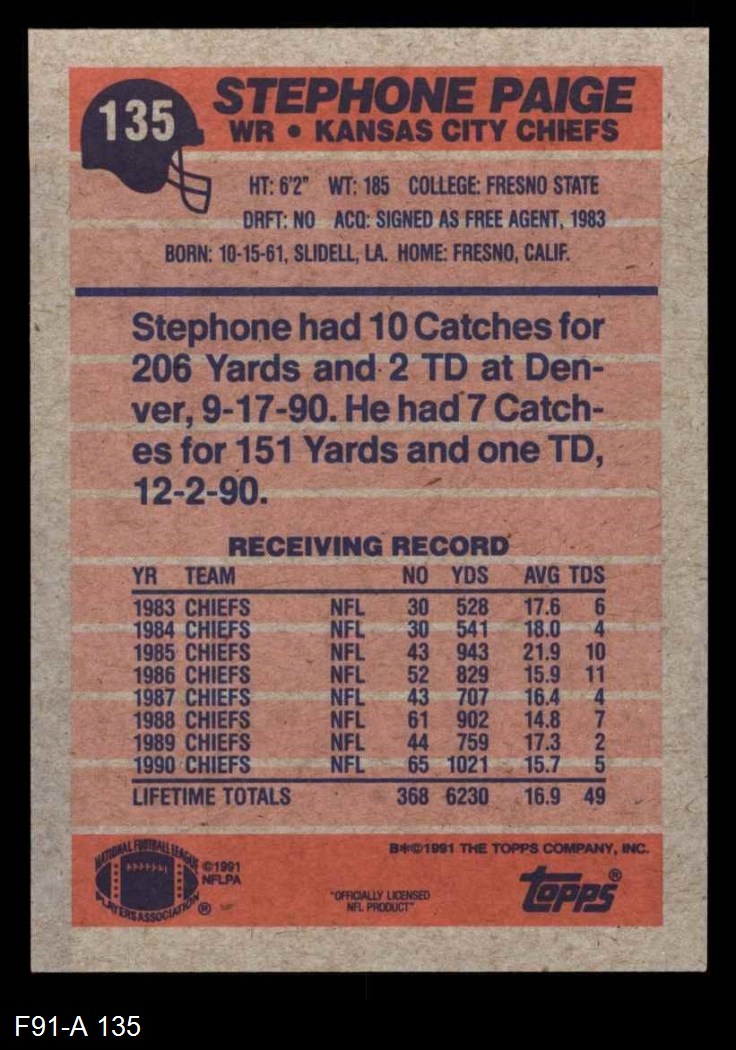 135
STEPHONE PAIGE
WR • KANSAS CITY CHIEFS
HT: 6'2" WT: 185 COLLEGE: FRESNO STATE
DRFT: NO ACQ: SIGNED AS FREE AGENT, 1983
BORN: 10-15-61, SLIDELL, LA. HOME: FRESNO, CALIF.
Stephone had 10 Catches for
206 Yards and 2 TD at Den-
ver, 9-17-90. He had 7 Catch-
es for 151 Yards and one TD,
12-2-90.
RECEIVING RECORD
YR TEAM NO YDS AVG TDS
1983 CHIEFS NFL 30 528 17.6 6
1984 CHIEFS NFL 30 541 18.0 4
1985 CHIEFS NFL 43 943 21.9 10
1986 CHIEFS NFL 52 829 15.9 11
1987 CHIEFS NFL 43 707 16.4 4
1988 CHIEFS NFL 61 902 14.8 7
1989 CHIEFS NFL 44 759 17.3 2
1990 CHIEFS NFL 65 1021 15.7 5
LIFETIME TOTALS 368 6230 16.9 49
NATIONAL FOOTBALL LEAGUE
PLAYERS ASSOCIATION ®
©1991
NFLPA
"OFFICIALLY LICENSED
NFL PRODUCT"
B*©1991 THE TOPPS COMPANY, INC.
topps®
F91-A 135